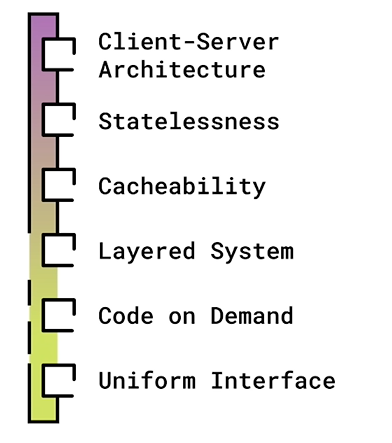 Client-Server
Architecture
Statelessness
Cacheability
Layered System
Code on Demand
Uniform Interface